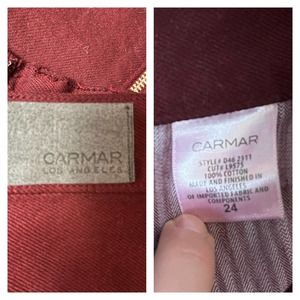 CARMAR
LOS ANGELES
CARMAR
STYLE# D46 2511
CUT# L9575
100% COTTON
MADE AND FINISHED IN
LOS ANGELES
OF IMPORTED FABRIC AND
COMPONENTS
24